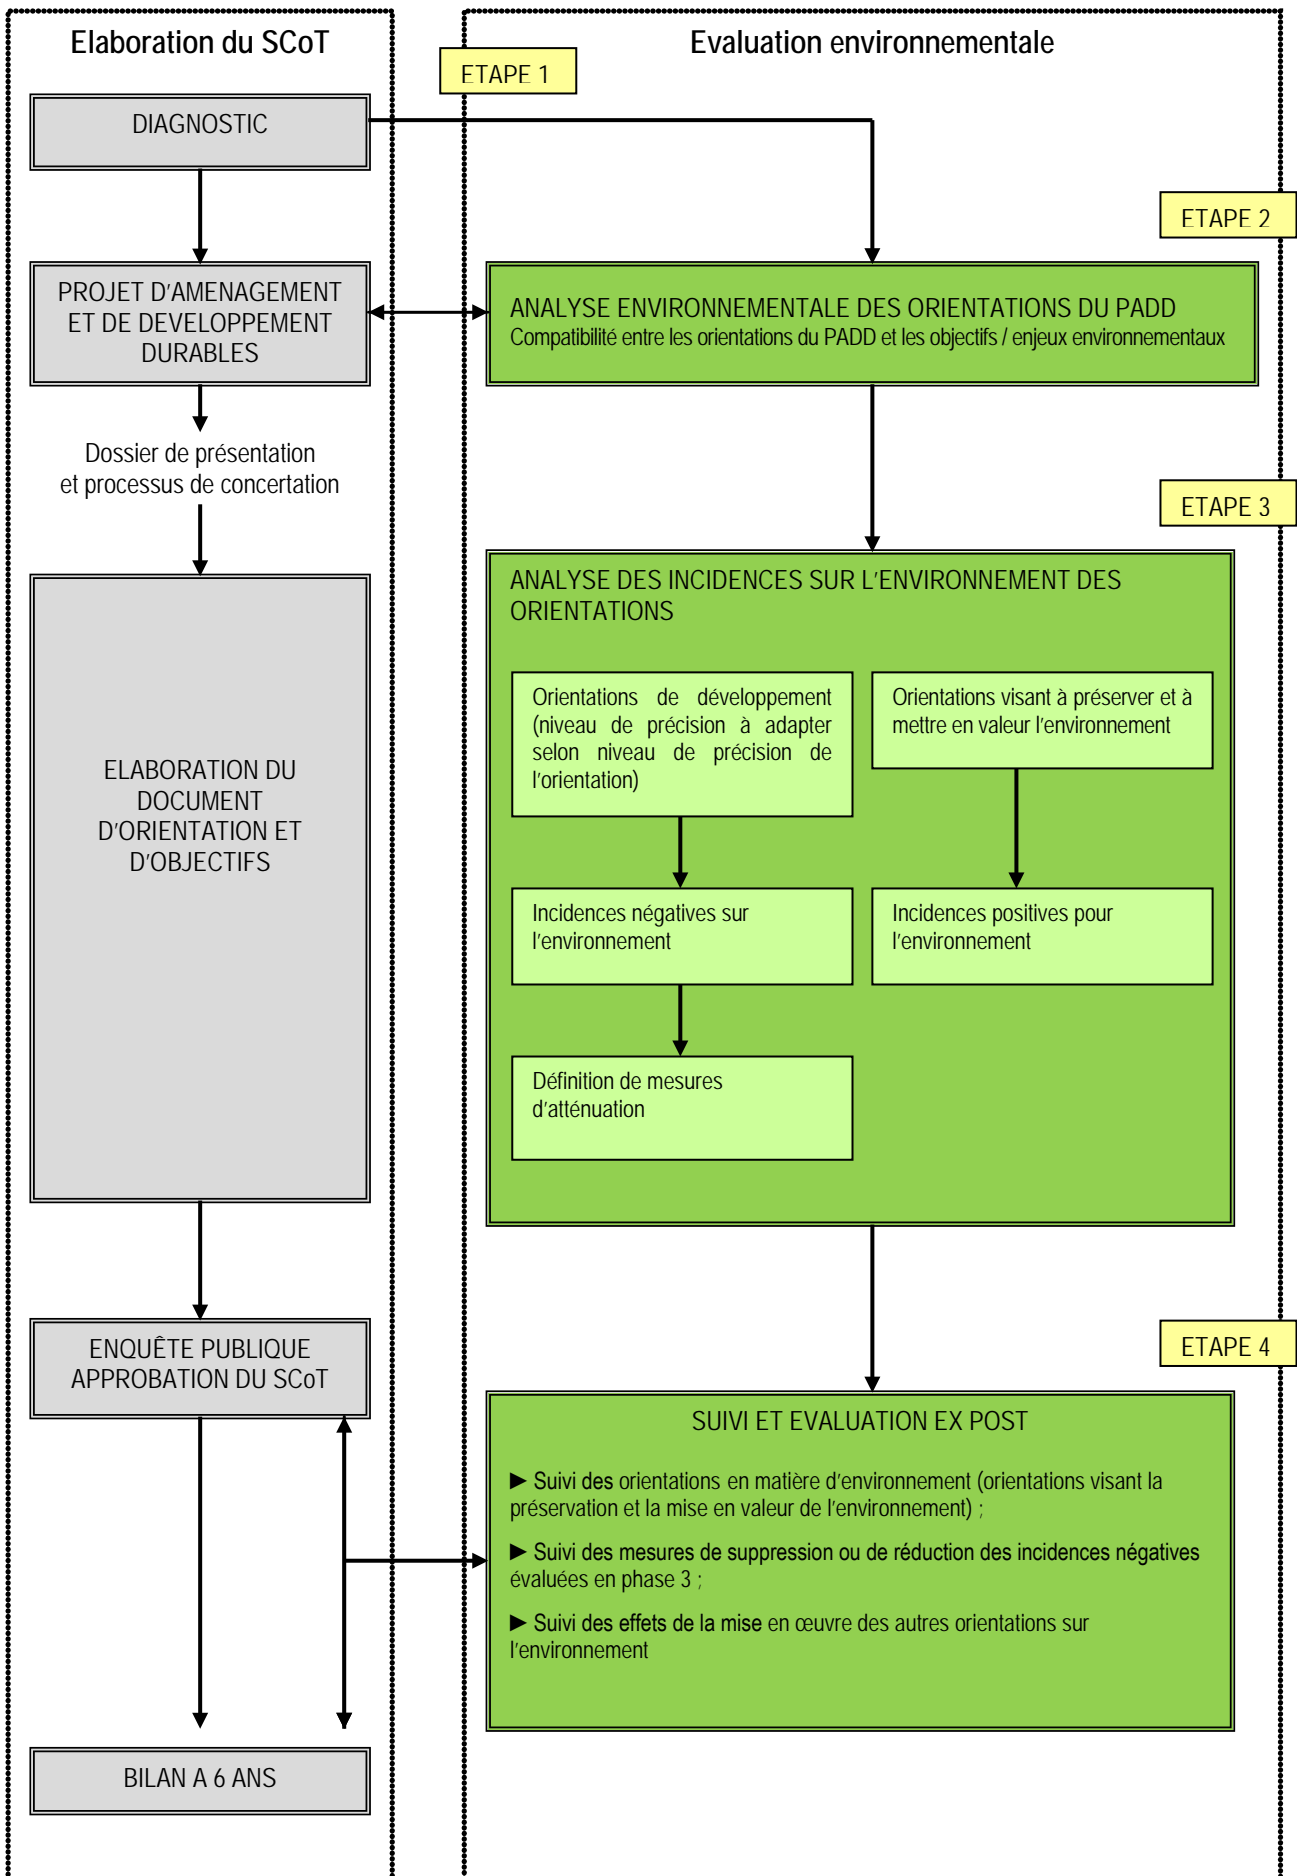 Elaboration du SCoT
Evaluation environnementale
ETAPE 1
DIAGNOSTIC
ETAPE 2
PROJET D'AMENAGEMENT
ET DE DEVELOPPEMENT
DURABLES
ANALYSE ENVIRONNEMENTALE DES ORIENTATIONS DU PADD
Compatibilité entre les orientations du PADD et les objectifs / enjeux environnementaux
Dossier de présentation
et processus de concertation
ETAPE 3
ELABORATION DU
DOCUMENT
D'ORIENTATION ET
D'OBJECTIFS
ANALYSE DES INCIDENCES SUR L'ENVIRONNEMENT DES
ORIENTATIONS
Orientations de développement
(niveau de précision à adapter
selon niveau de précision de
l'orientation)
Orientations visant à préserver et à
mettre en valeur l'environnement
Incidences négatives sur
l'environnement
Incidences positives pour
l'environnement
Définition de mesures
d'atténuation
ENQUÊTE PUBLIQUE
APPROBATION DU SCoT
ETAPE 4
SUIVI ET EVALUATION EX POST
► Suivi des orientations en matière d'environnement (orientations visant la
préservation et la mise en valeur de l'environnement) ;
► Suivi des mesures de suppression ou de réduction des incidences négatives
évaluées en phase 3 ;
► Suivi des effets de la mise en œuvre des autres orientations sur
l'environnement
BILAN A 6 ANS